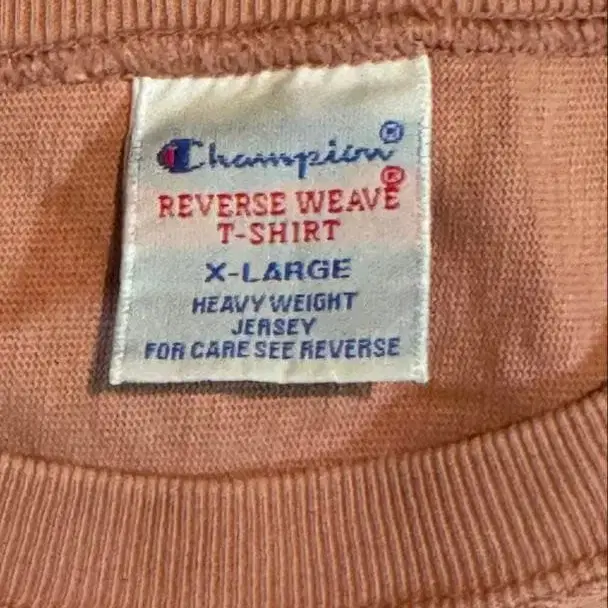 Champion®
REVERSE WEAVE®
T-SHIRT
X-LARGE
HEAVY WEIGHT
JERSEY
FOR CARE SEE REVERSE